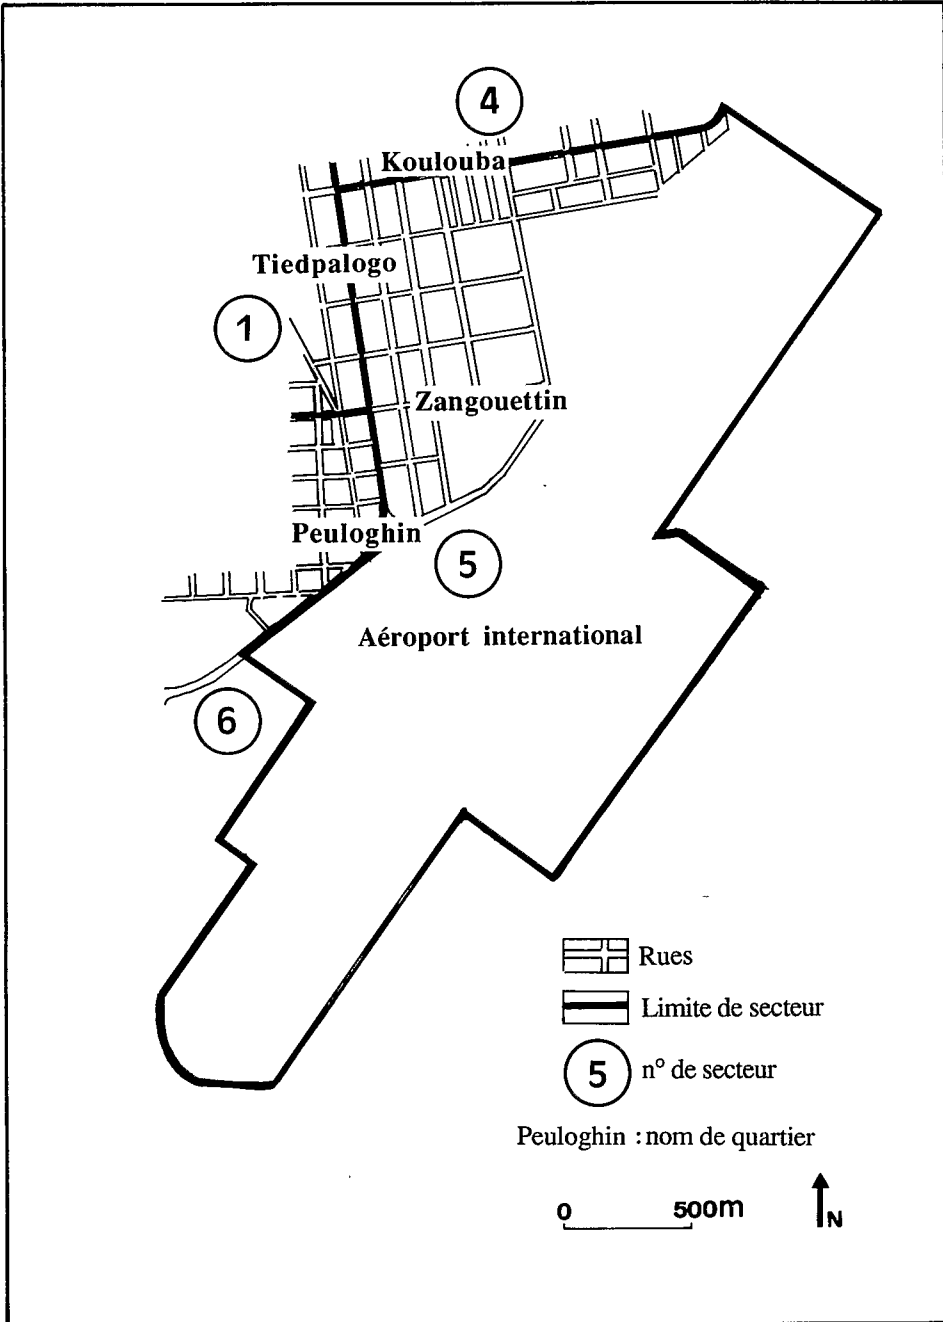 4
Koulouba
Tiedpalogo
1
Zangouettin
Peuloghin
5
Aéroport international
6
Rues
Limite de secteur
5 n° de secteur
Peuloghin : nom de quartier
0 500m
N